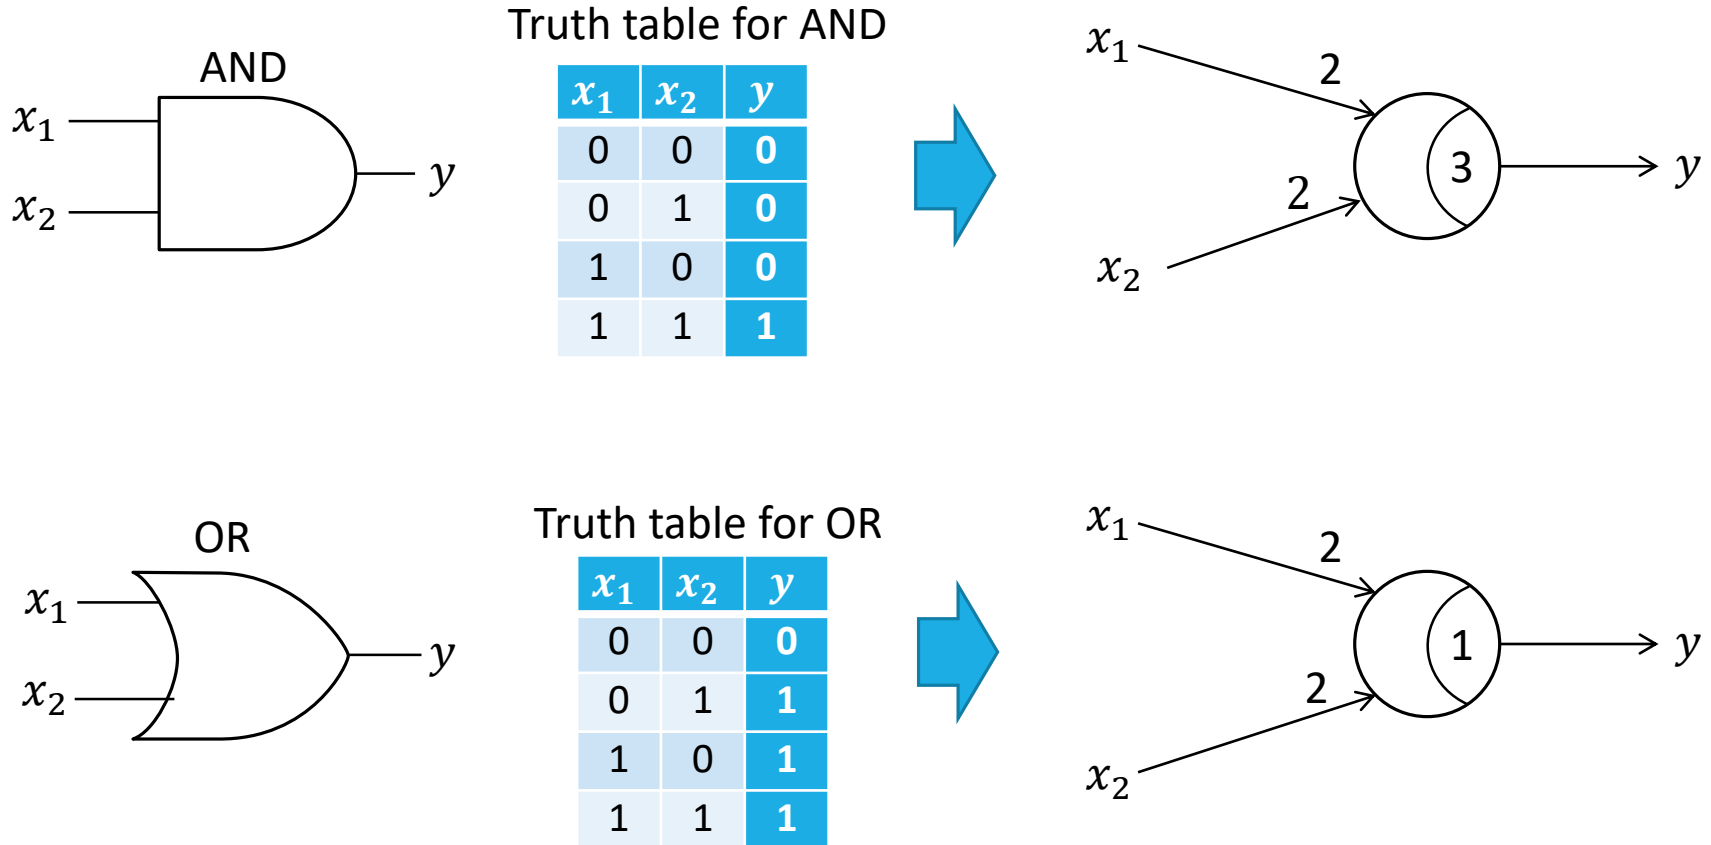 Truth table for AND
AND
x₁
x₂
y
x₁ x₂ y
0 0 0
0 1 0
1 0 0
1 1 1
x₁
2
x₂
2
3
y
Truth table for OR
OR
x₁
x₂
y
x₁ x₂ y
0 0 0
0 1 1
1 0 1
1 1 1
x₁
2
x₂
2
1
y